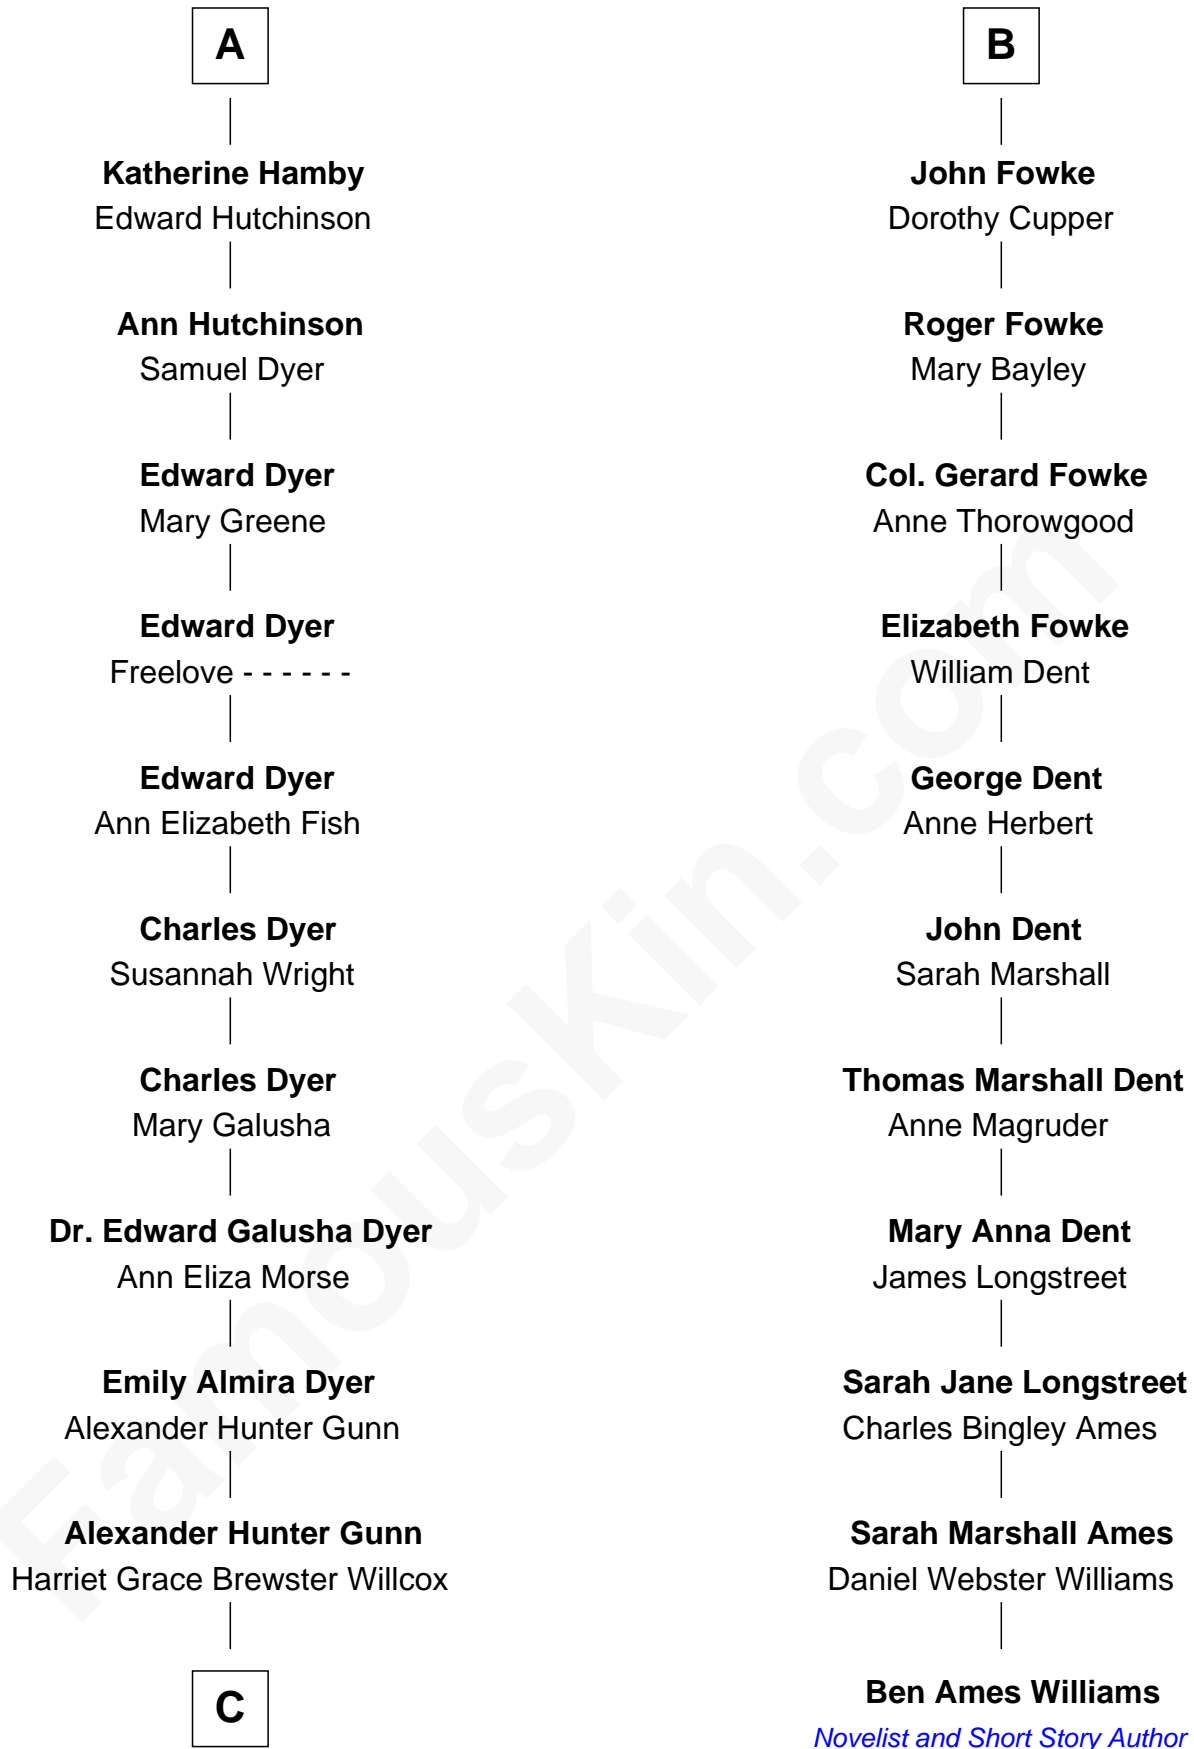 A
Katherine Hamby
Edward Hutchinson
Ann Hutchinson
Samuel Dyer
Edward Dyer
Mary Greene
Edward Dyer
Freelove - - - - - -
Edward Dyer
Ann Elizabeth Fish
Charles Dyer
Susannah Wright
Charles Dyer
Mary Galusha
Dr. Edward Galusha Dyer
Ann Eliza Morse
Emily Almira Dyer
Alexander Hunter Gunn
Alexander Hunter Gunn
Harriet Grace Brewster Willcox
C
B
John Fowke
Dorothy Cupper
Roger Fowke
Mary Bayley
Col. Gerard Fowke
Anne Thorowgood
Elizabeth Fowke
William Dent
George Dent
Anne Herbert
John Dent
Sarah Marshall
Thomas Marshall Dent
Anne Magruder
Mary Anna Dent
James Longstreet
Sarah Jane Longstreet
Charles Bingley Ames
Sarah Marshall Ames
Daniel Webster Williams
Ben Ames Williams
Novelist and Short Story Author
FamousKin.com